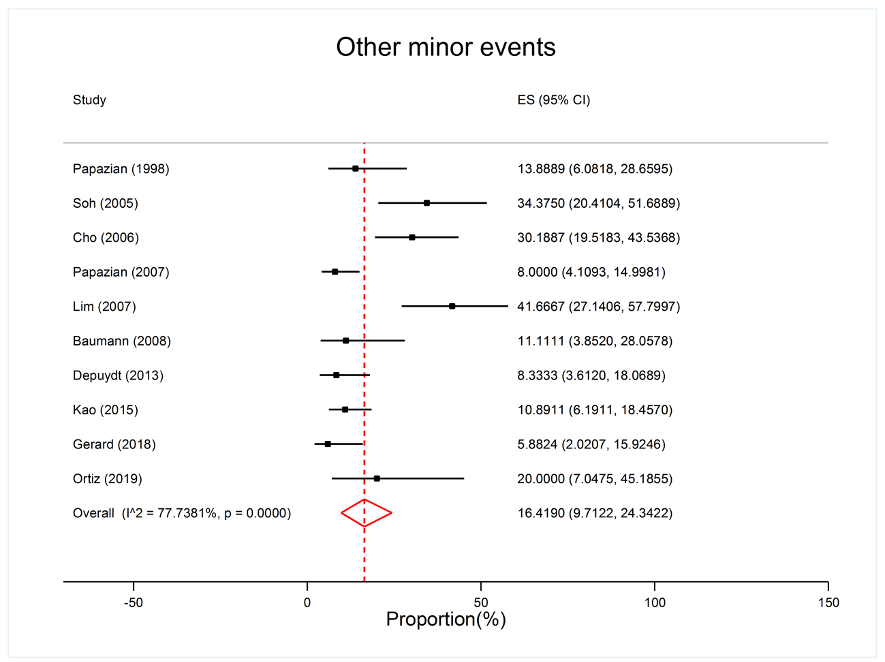 Other minor events
Study ES (95% CI)
Papazian (1998) 13.8889 (6.0818, 28.6595)
Soh (2005) 34.3750 (20.4104, 51.6889)
Cho (2006) 30.1887 (19.5183, 43.5368)
Papazian (2007) 8.0000 (4.1093, 14.9981)
Lim (2007) 41.6667 (27.1406, 57.7997)
Baumann (2008) 11.1111 (3.8520, 28.0578)
Depuydt (2013) 8.3333 (3.6120, 18.0689)
Kao (2015) 10.8911 (6.1911, 18.4570)
Gerard (2018) 5.8824 (2.0207, 15.9246)
Ortiz (2019) 20.0000 (7.0475, 45.1855)
Overall (I^2 = 77.7381%, p = 0.0000) 16.4190 (9.7122, 24.3422)
-50 0 50 100 150
Proportion(%)